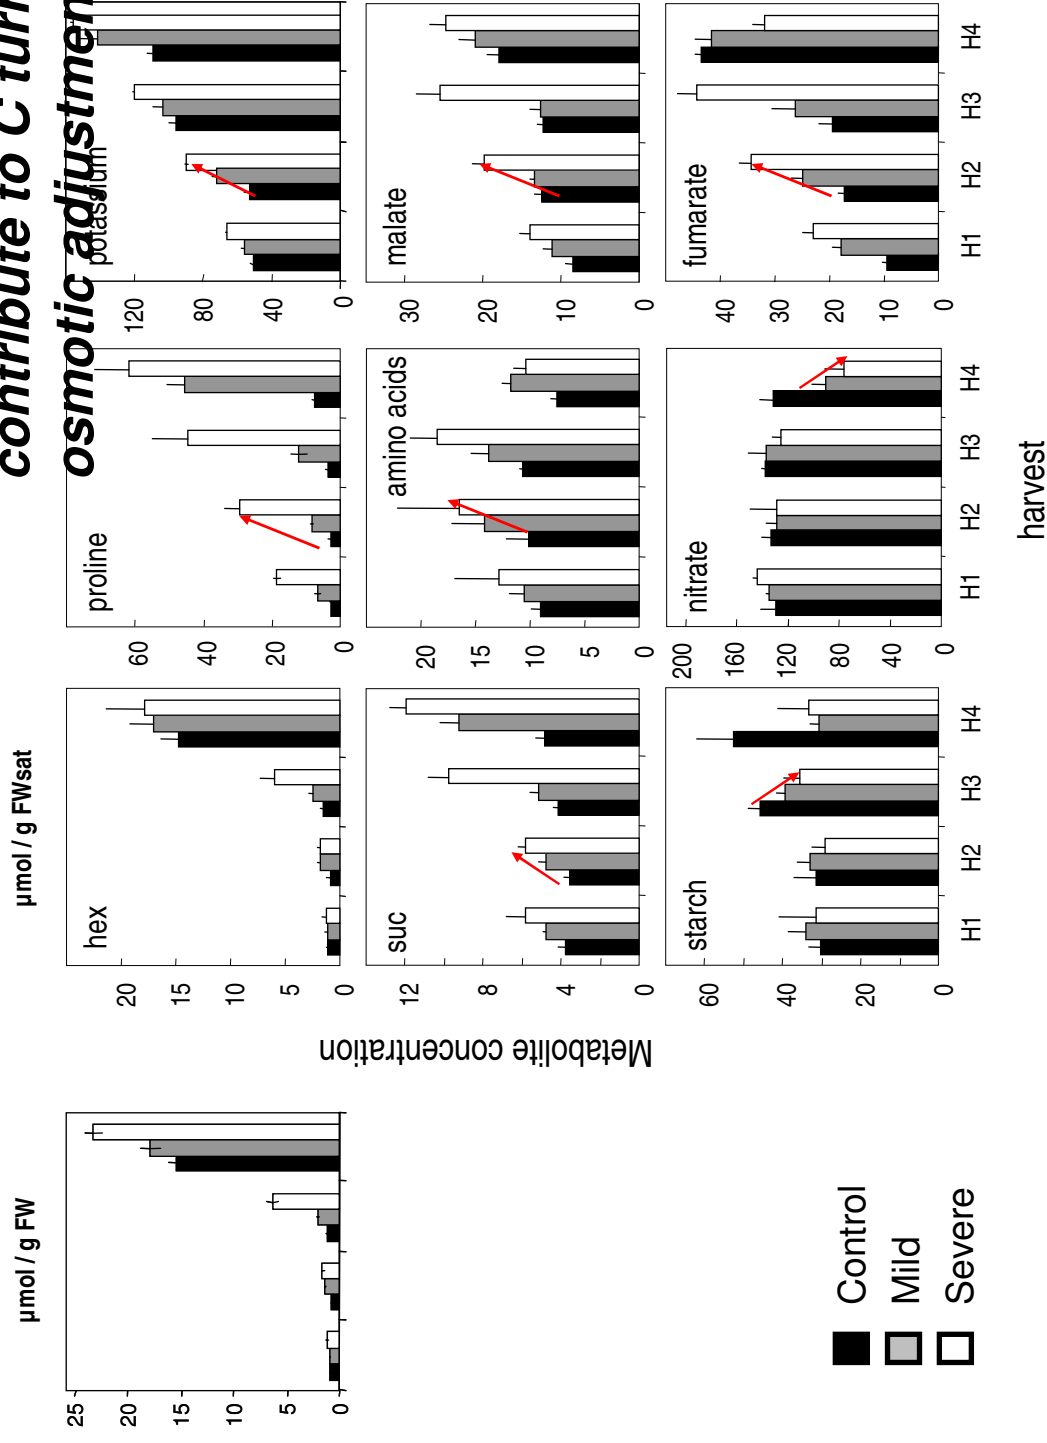 contribute to C turn
osmotic adjustmen
µmol / g FW
25
20
15
10
5
0
µmol / g FWsat
hex
20
15
10
5
0
proline
60
40
20
0
potassium
120
80
40
0
Metabolite concentration
suc
12
8
4
0
amino acids
20
15
10
5
0
malate
30
20
10
0
starch
60
40
20
0
H1 H2 H3 H4
nitrate
200
160
120
80
40
0
H1 H2 H3 H4
fumarate
40
30
20
10
0
H1 H2 H3 H4
harvest
Control
Mild
Severe